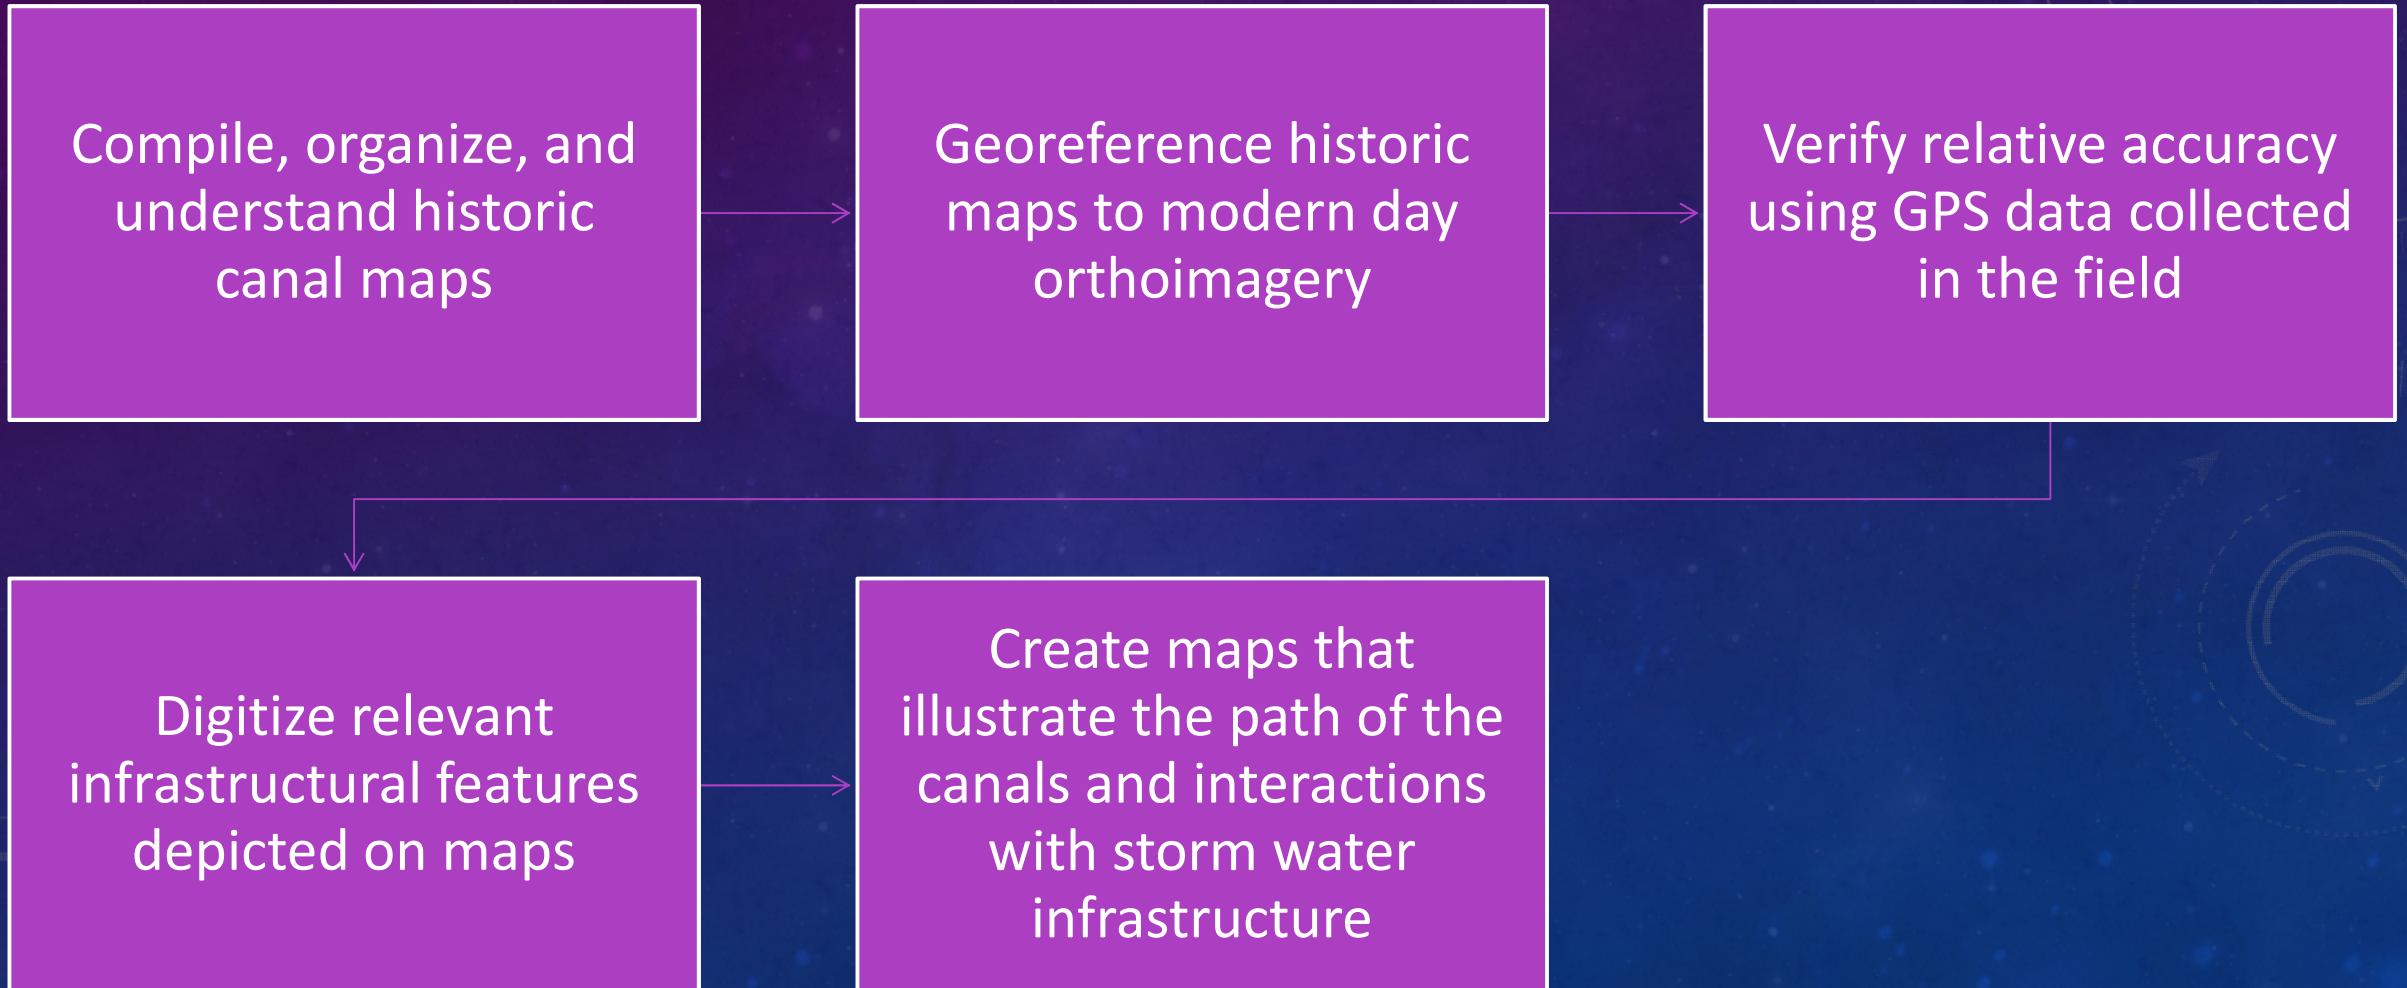 Compile, organize, and
understand historic
canal maps
Georeference historic
maps to modern day
orthoimagery
Verify relative accuracy
using GPS data collected
in the field
Digitize relevant
infrastructural features
depicted on maps
Create maps that
illustrate the path of the
canals and interactions
with storm water
infrastructure